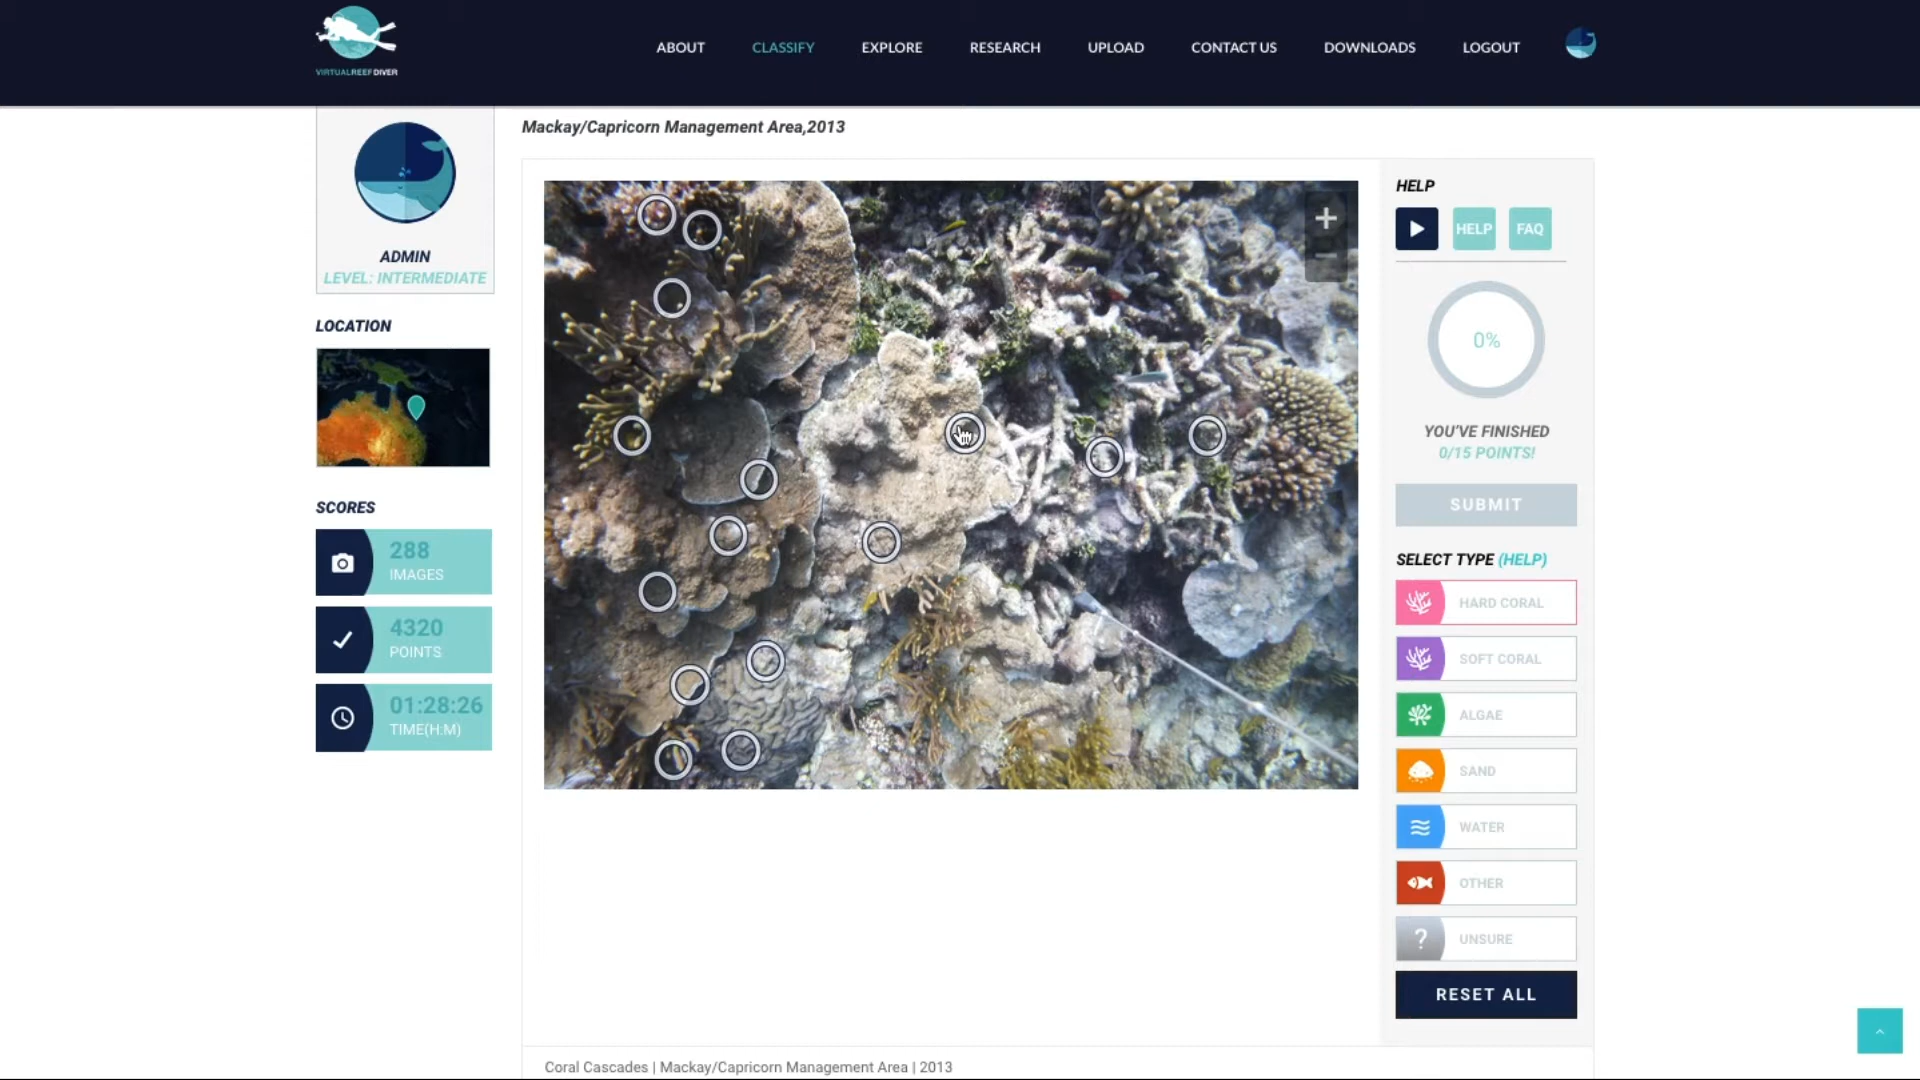 VIRTUALREEFDIVER
ABOUT
CLASSIFY
EXPLORE
RESEARCH
UPLOAD
CONTACT US
DOWNLOADS
LOGOUT
ADMIN
LEVEL: INTERMEDIATE
LOCATION
SCORES
288
IMAGES
4320
POINTS
01:28:26
TIME(H:M)
Mackay/Capricorn Management Area,2013
+
−
Coral Cascades | Mackay/Capricorn Management Area | 2013
HELP
HELP
FAQ
0%
YOU'VE FINISHED
0/15 POINTS!
SUBMIT
SELECT TYPE (HELP)
HARD CORAL
SOFT CORAL
ALGAE
SAND
WATER
OTHER
? UNSURE
RESET ALL